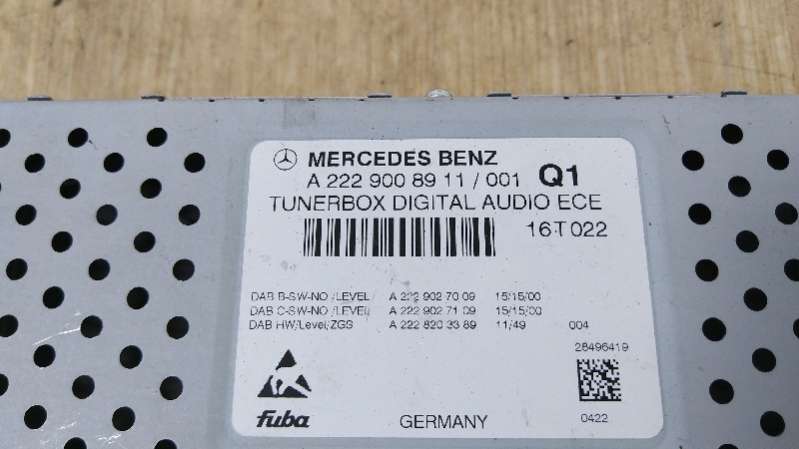 MERCEDES BENZ
A 222 900 89 11 / 001 Q1
TUNERBOX DIGITAL AUDIO ECE
16T022
DAB B-SW-NO /LEVEL/ A 222 902 70 09 15/15/00
DAB C-SW-NO /LEVEL/ A 222 902 71 09 15/15/00
DAB HW/Level/ZGS A 222 820 33 89 11/49 004
28496419
fuba GERMANY 0422